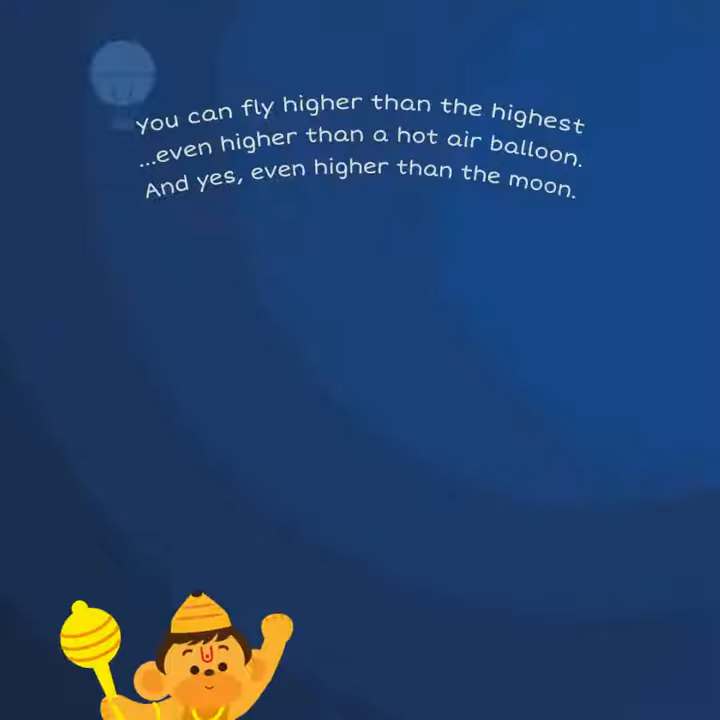 You can fly higher than the highest
...even higher than a hot air balloon.
And yes, even higher than the moon.